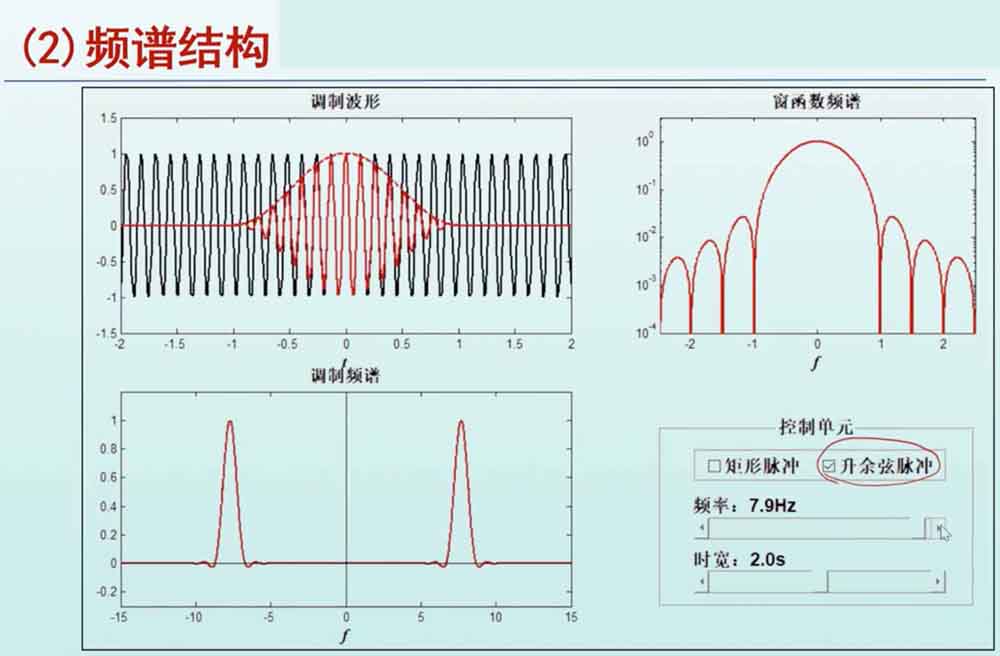 (2)频谱结构
调制波形
1.5
1
0.5
0
-0.5
-1
-1.5
-2 -1.5 -1 -0.5 0 0.5 1 1.5 2
t
窗函数频谱
10^0
10^-1
10^-2
10^-3
10^-4
-2 -1 0 1 2
f
调制频谱
1
0.8
0.6
0.4
0.2
0
-0.2
-15 -10 -5 0 5 10 15
f
控制单元
矩形脉冲 升余弦脉冲
频率：7.9Hz
时宽：2.0s